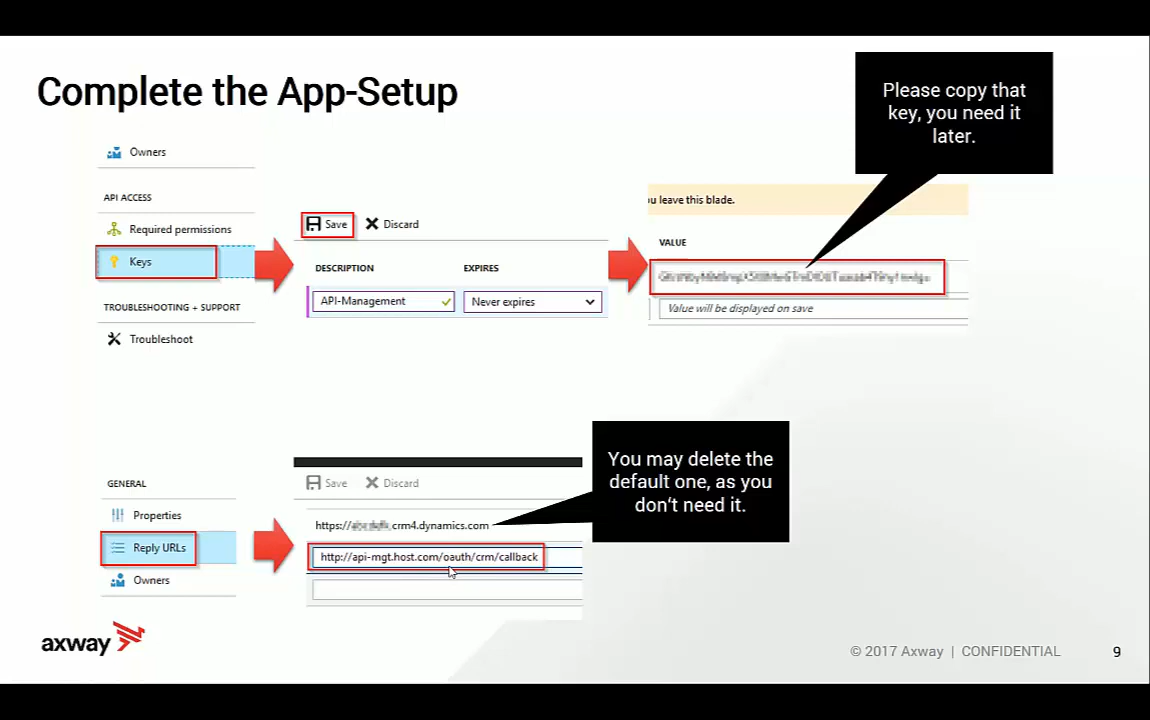 Complete the App-Setup
Please copy that
key, you need it
later.
Owners
API ACCESS
Required permissions
Keys
TROUBLESHOOTING + SUPPORT
Troubleshoot
Save
Discard
DESCRIPTION
EXPIRES
API-Management
Never expires
u leave this blade.
VALUE
Value will be displayed on save
You may delete the
default one, as you
don't need it.
GENERAL
Properties
Reply URLs
Owners
Save
Discard
https:// .crm4.dynamics.com
http://api-mgt.host.com/oauth/crm/callback
axway
© 2017 Axway | CONFIDENTIAL
9